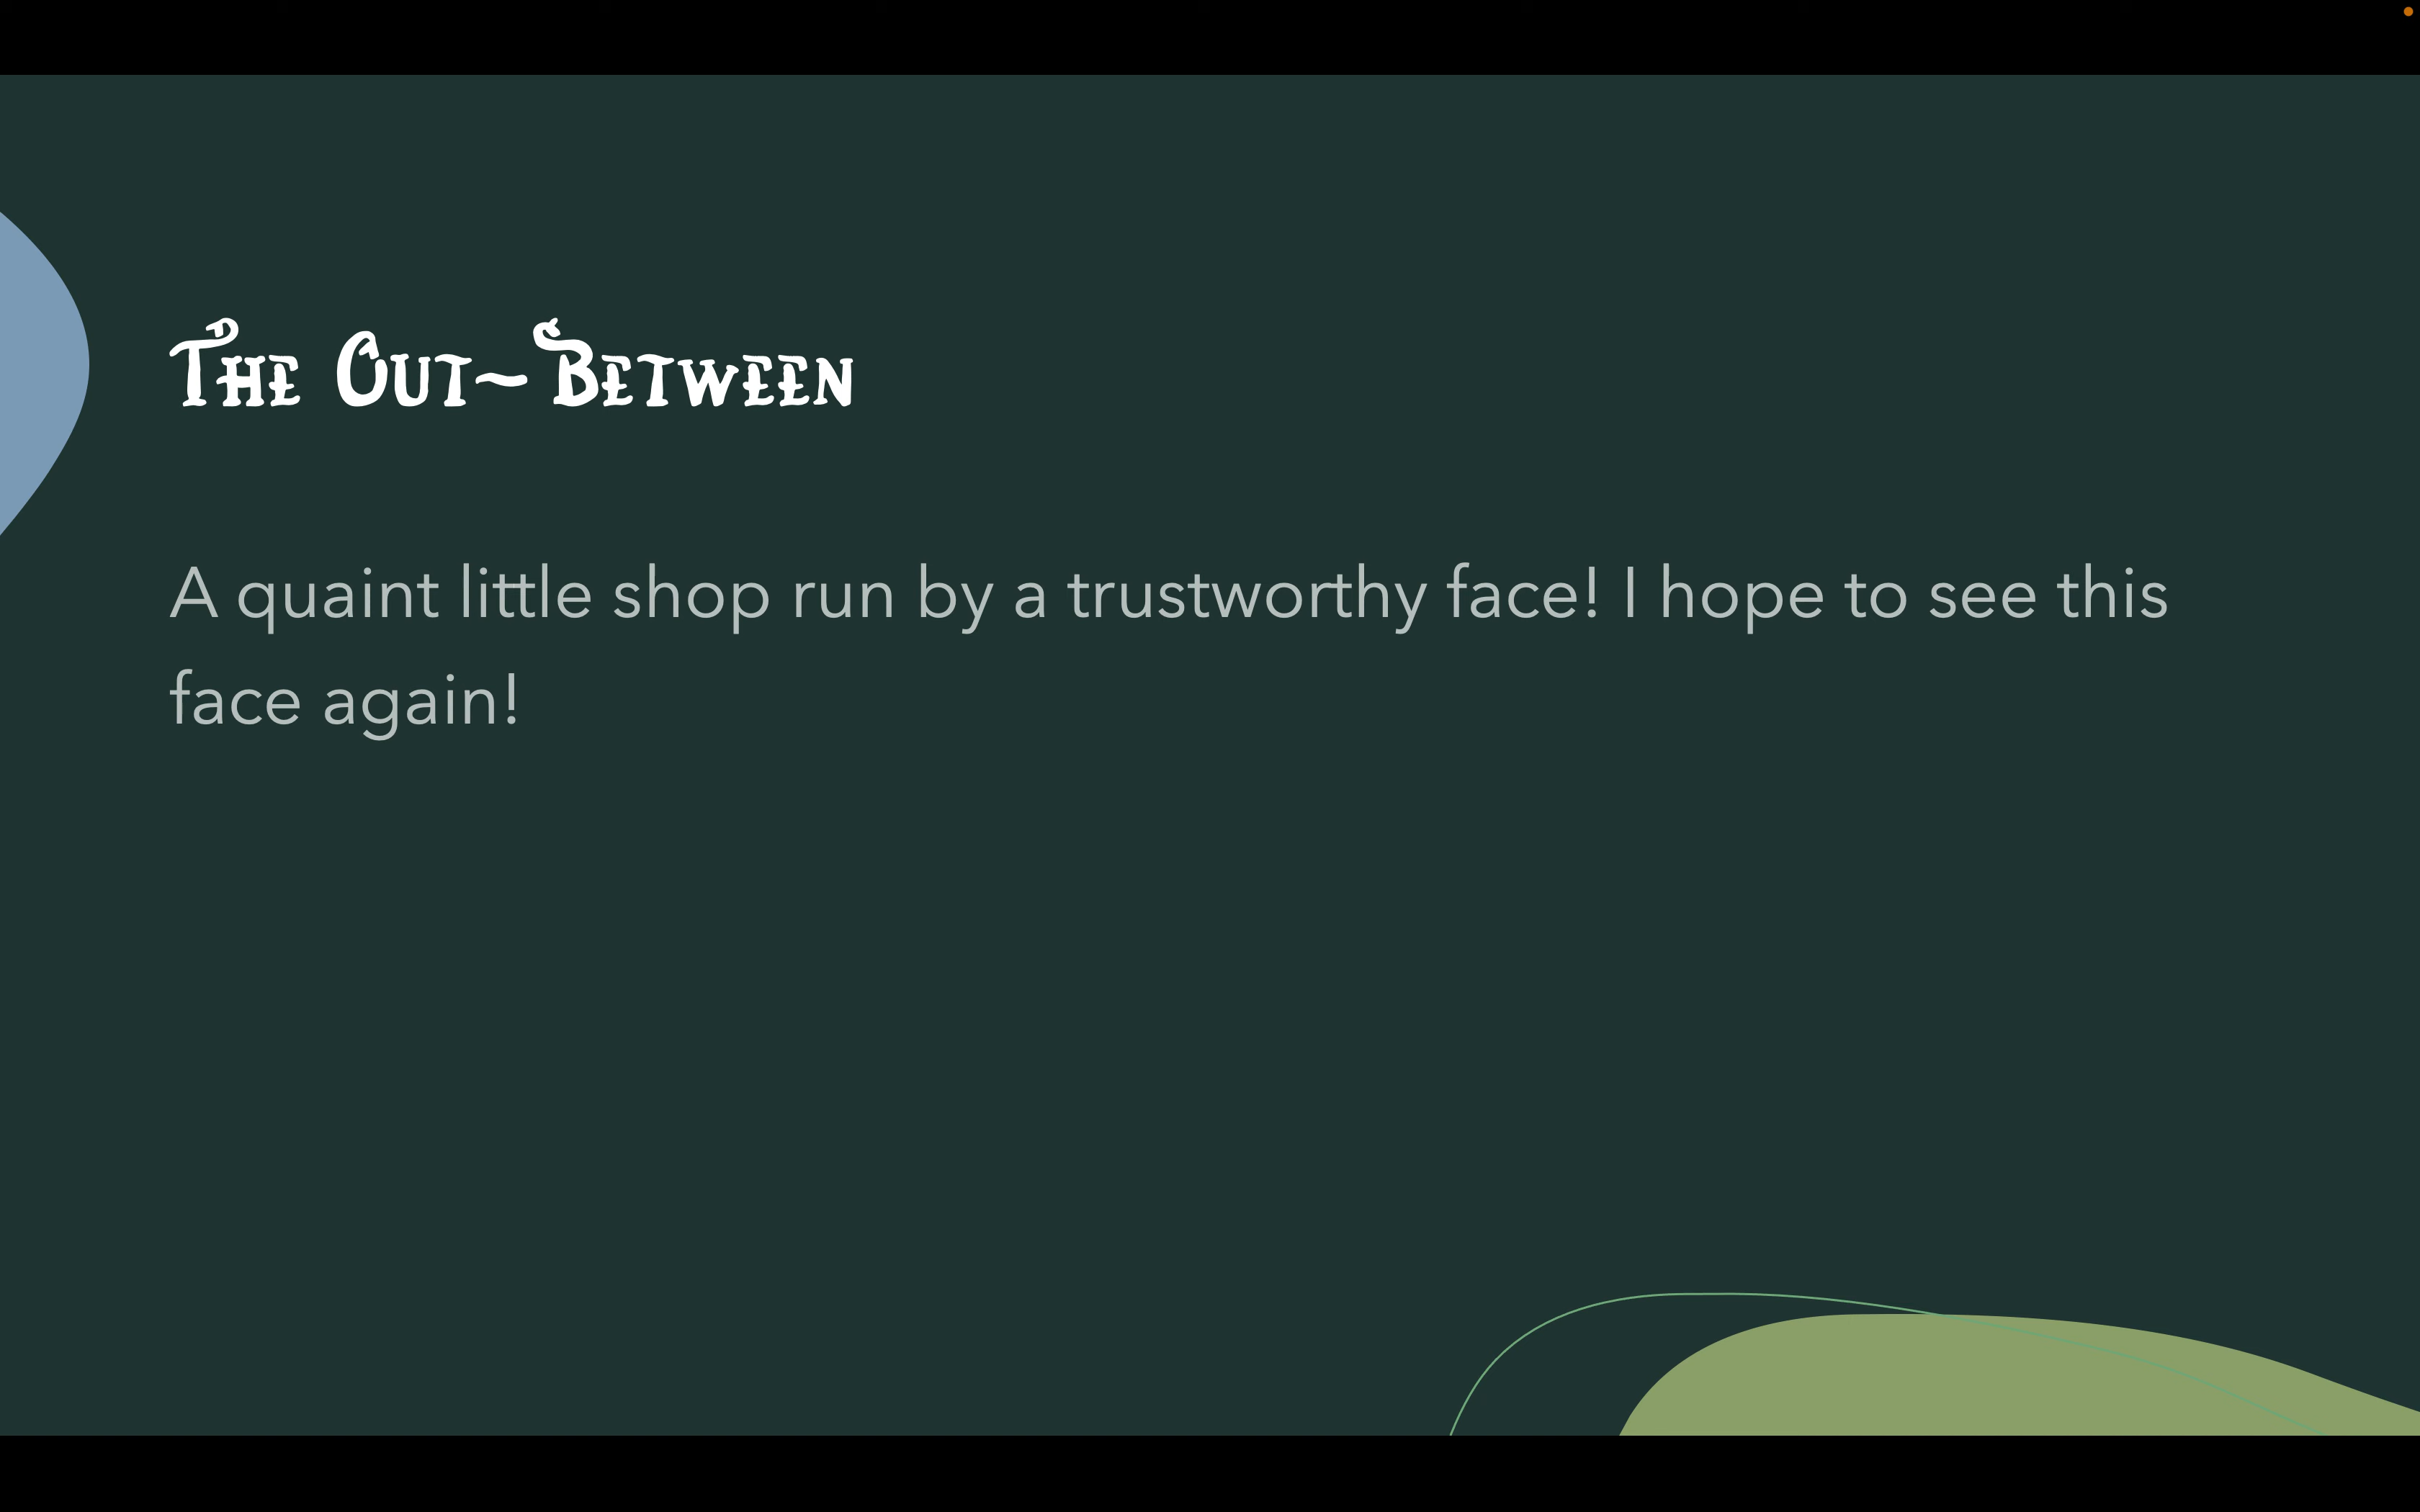 The Out-Between
A quaint little shop run by a trustworthy face! I hope to see this
face again!